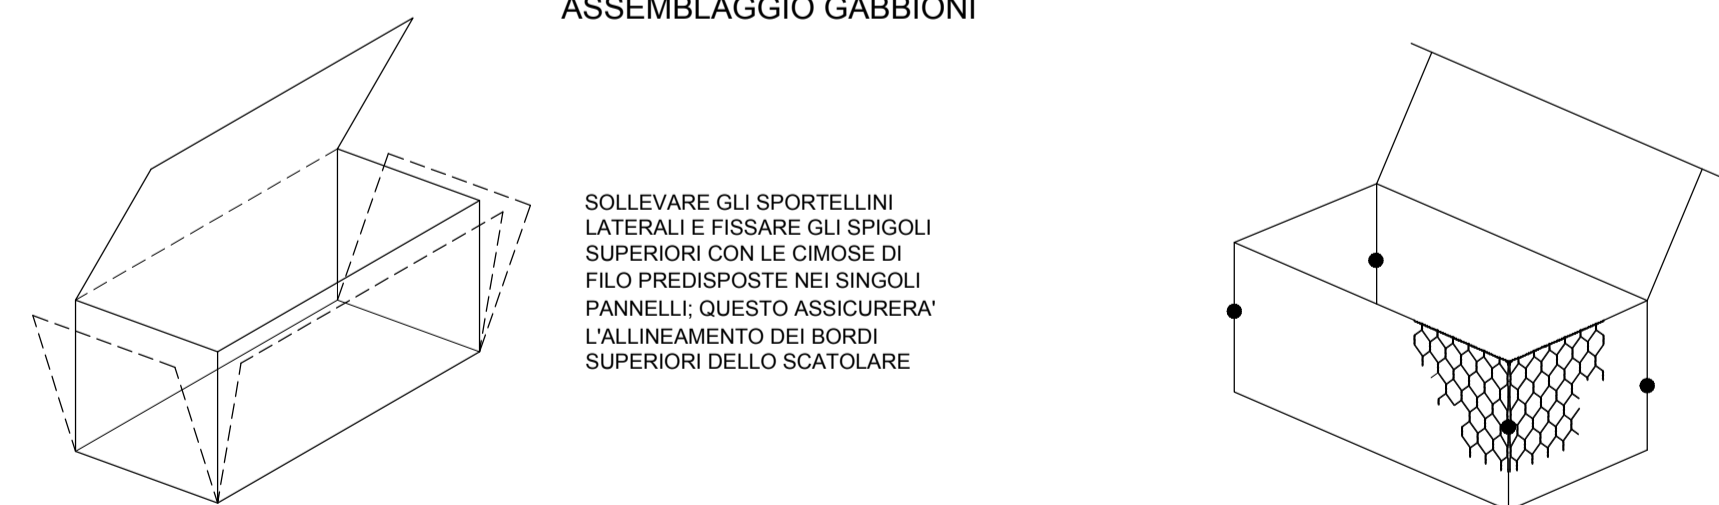 ASSEMBLAGGIO GABBIONI
SOLLEVARE GLI SPORTELLINI
LATERALI E FISSARE GLI SPIGOLI
SUPERIORI CON LE CIMOSE DI
FILO PREDISPOSTE NEI SINGOLI
PANNELLI; QUESTO ASSICURERA'
L'ALLINEAMENTO DEI BORDI
SUPERIORI DELLO SCATOLARE